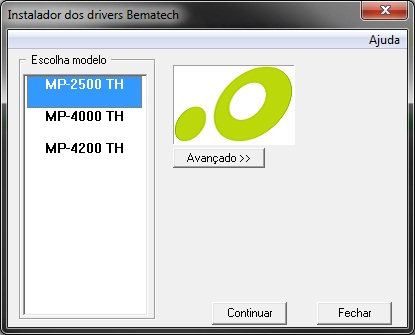 Instalador dos drivers Bematech
Ajuda
Escolha modelo
MP-2500 TH
MP-4000 TH
MP-4200 TH
Avançado >>
Continuar
Fechar